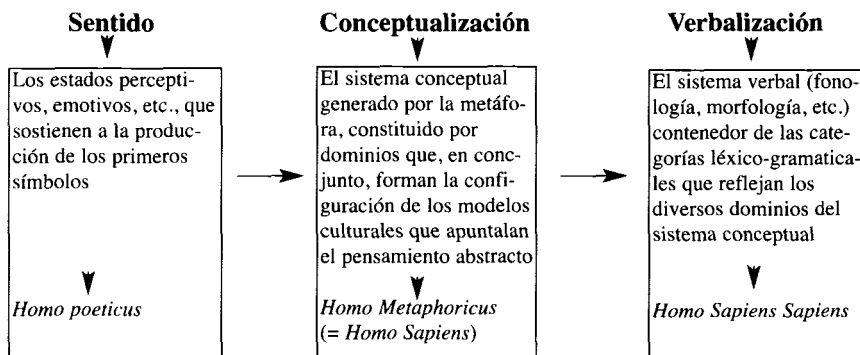 Sentido
Los estados percepti-
vos, emotivos, etc., que
sostienen a la produc-
ción de los primeros
símbolos
Homo poeticus
Conceptualización
El sistema conceptual
generado por la metáfo-
ra, constituido por
dominios que, en conc-
junto, forman la confi-
guración de los modelos
culturales que apuntalan
el pensamiento abstracto
Homo Metaphoricus
(= Homo Sapiens)
Verbalización
El sistema verbal (fono-
logía, morfología, etc.)
contenedor de las cate-
gorías léxico-gramatica-
les que reflejan los
diversos dominios del
sistema conceptual
Homo Sapiens Sapiens